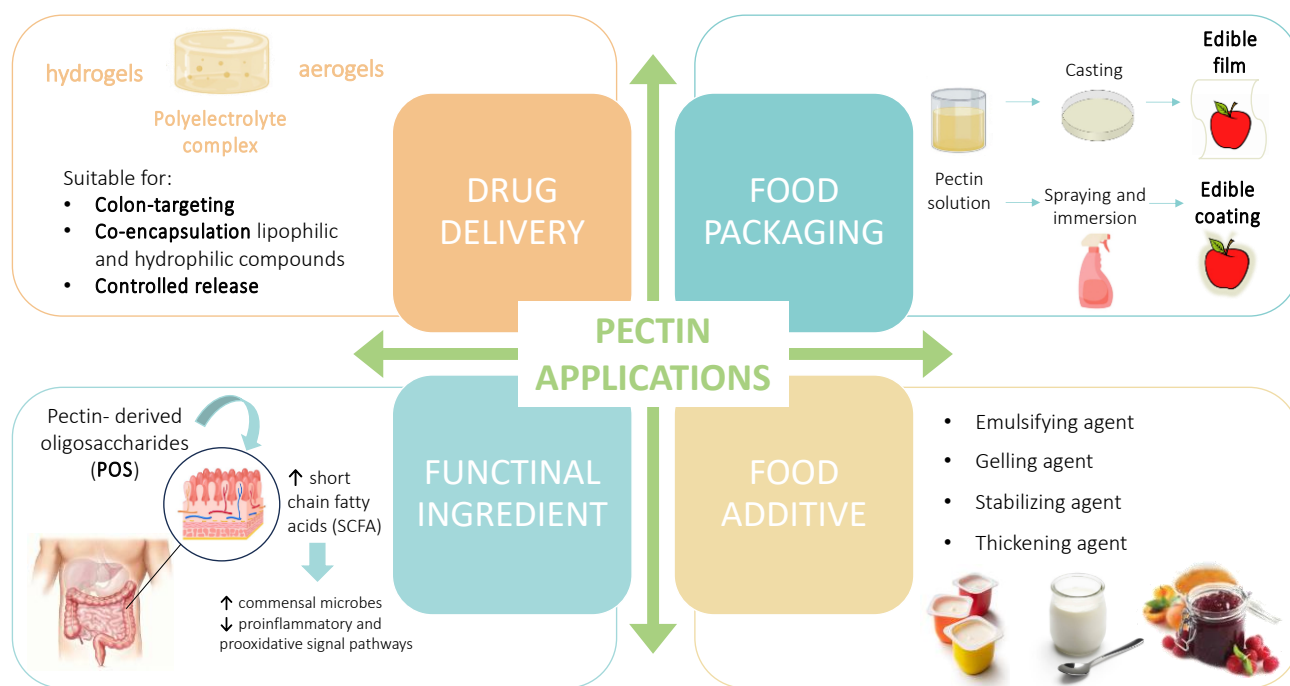 hydrogels
aerogels
Polyelectrolyte
complex
Suitable for:
• Colon-targeting
• Co-encapsulation lipophilic
and hydrophilic compounds
• Controlled release
DRUG
DELIVERY
FOOD
PACKAGING
Pectin
solution
Casting
Edible
film
Spraying and
immersion
Edible
coating
PECTIN
APPLICATIONS
Pectin- derived
oligosaccharides
(POS)
↑ short
chain fatty
acids (SCFA)
↑ commensal microbes
↓ proinflammatory and
prooxidative signal pathways
FUNCTINAL
INGREDIENT
FOOD
ADDITIVE
• Emulsifying agent
• Gelling agent
• Stabilizing agent
• Thickening agent